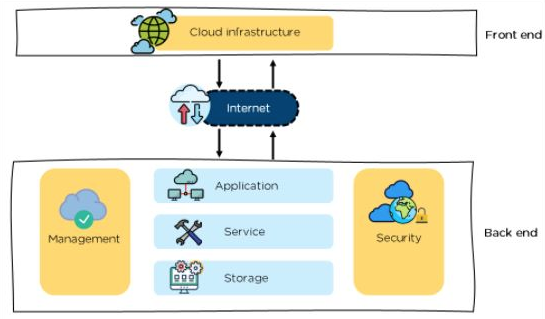 Cloud infrastructure
Front end
Internet
Application
Management
Service
Security
Back end
Storage